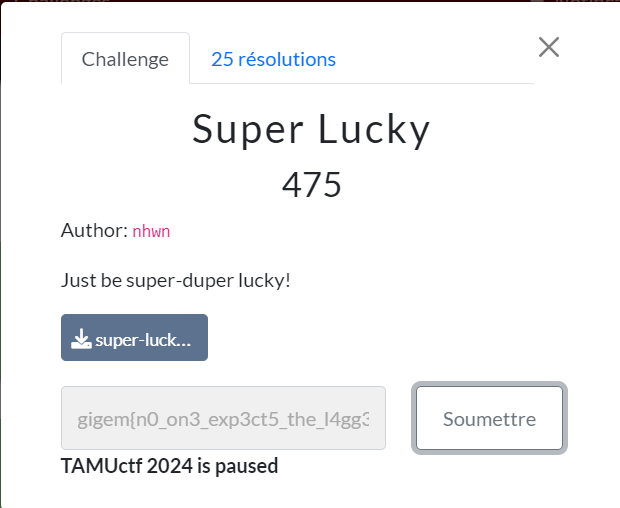 Challenge
25 résolutions
Super Lucky
475
Author: nhwn
Just be super-duper lucky!
super-luck...
gigem{n0_on3_exp3ct5_the_l4gg3
Soumettre
TAMUctf 2024 is paused